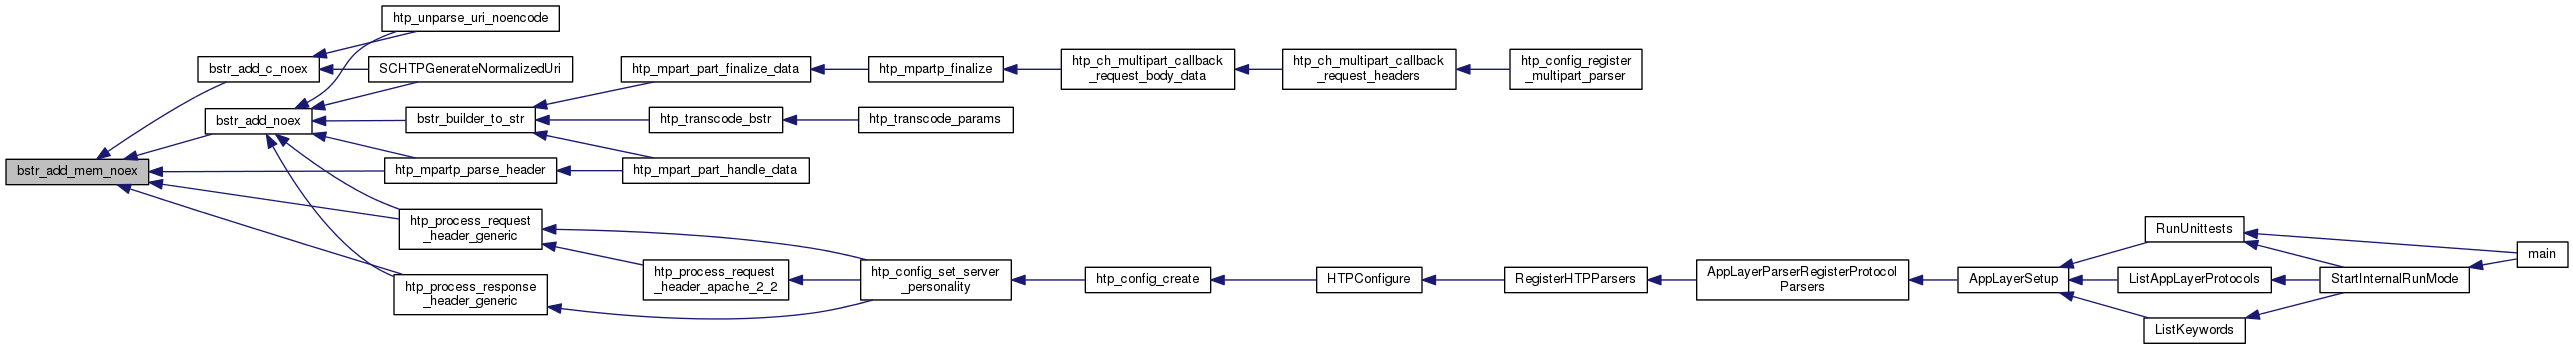 bstr_add_mem_noex
bstr_add_c_noex
htp_unparse_uri_noencode
SCHTPGenerateNormalizedUri
bstr_add_noex
bstr_builder_to_str
htp_mpart_part_finalize_data
htp_mpartp_finalize
htp_ch_multipart_callback
_request_body_data
htp_ch_multipart_callback
_request_headers
htp_config_register
_multipart_parser
htp_transcode_bstr
htp_transcode_params
htp_mpart_part_handle_data
htp_mpartp_parse_header
htp_process_request
_header_generic
htp_process_response
_header_generic
htp_process_request
_header_apache_2_2
htp_config_set_server
_personality
htp_config_create
HTPConfigure
RegisterHTPParsers
AppLayerParserRegisterProtocol
Parsers
AppLayerSetup
RunUnittests
ListAppLayerProtocols
ListKeywords
StartInternalRunMode
main